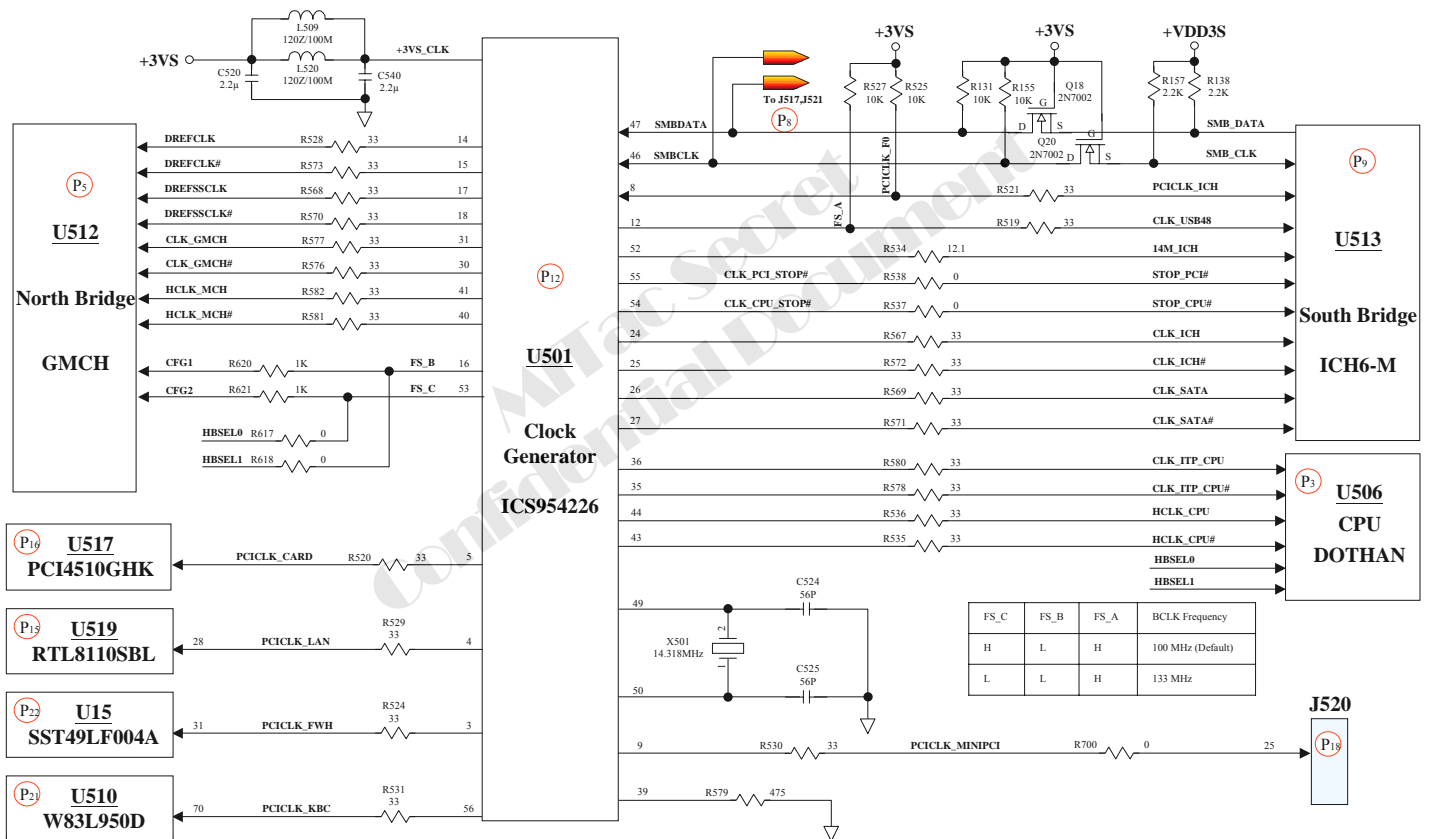 L509
120Z/100M
+3VS
L520
120Z/100M
+3VS_CLK
C520
2.2μ
C540
2.2μ
To J517,J521
P8
+3VS
R527
10K
R525
10K
+3VS
R131
10K
R155
10K
Q18
2N7002
G
D
S
Q20
2N7002
G
D
S
+VDD3S
R157
2.2K
R138
2.2K
P5
U512
North Bridge
GMCH
DREFCLK R528 33 14
DREFCLK# R573 33 15
DREFSSCLK R568 33 17
DREFSSCLK# R570 33 18
CLK_GMCH R577 33 31
CLK_GMCH# R576 33 30
HCLK_MCH R582 33 41
HCLK_MCH# R581 33 40
CFG1 R620 1K FS_B 16
CFG2 R621 1K FS_C 53
HBSEL0 R617 0
HBSEL1 R618 0
P12
U501
Clock
Generator
ICS954226
47 SMBDATA SMB_DATA
46 SMBCLK SMB_CLK
PCICLK_F0
FS_A
8 R521 33 PCICLK_ICH
12 R519 33 CLK_USB48
52 R534 12.1 14M_ICH
55 CLK_PCI_STOP# R538 0 STOP_PCI#
54 CLK_CPU_STOP# R537 0 STOP_CPU#
24 R567 33 CLK_ICH
25 R572 33 CLK_ICH#
26 R569 33 CLK_SATA
27 R571 33 CLK_SATA#
36 R580 33 CLK_ITP_CPU
35 R578 33 CLK_ITP_CPU#
44 R536 33 HCLK_CPU
43 R535 33 HCLK_CPU#
HBSEL0
HBSEL1
P9
U513
South Bridge
ICH6-M
P3
U506
CPU
DOTHAN
P16
U517
PCI4510GHK
PCICLK_CARD R520 33 5
P15
U519
RTL8110SBL
28 PCICLK_LAN R529 33 4
P22
U15
SST49LF004A
31 PCICLK_FWH R524 33 3
P21
U510
W83L950D
70 PCICLK_KBC R531 33 56
49
C524
56P
2
X501
14.318MHz
1
C525
56P
50
FS_C FS_B FS_A BCLK Frequency
H L H 100 MHz (Default)
L L H 133 MHz
J520
P18
9 R530 33 PCICLK_MINIPCI R700 0 25
39 R579 475
MiTac Secret
Confidential Document